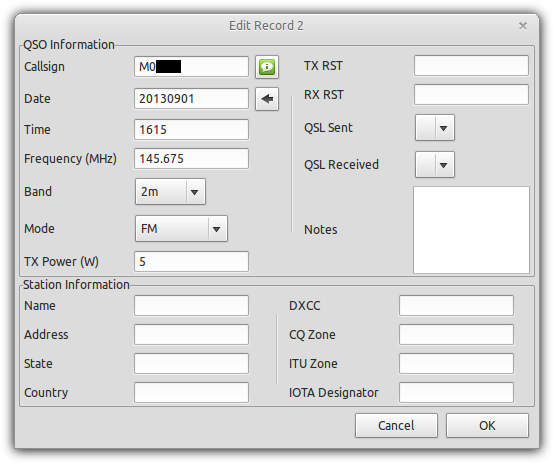 Edit Record 2
QSO Information
Callsign M0
Date 20130901
Time 1615
Frequency (MHz) 145.675
Band 2m
Mode FM
TX Power (W) 5
TX RST
RX RST
QSL Sent
QSL Received
Notes
Station Information
Name
Address
State
Country
DXCC
CQ Zone
ITU Zone
IOTA Designator
Cancel OK